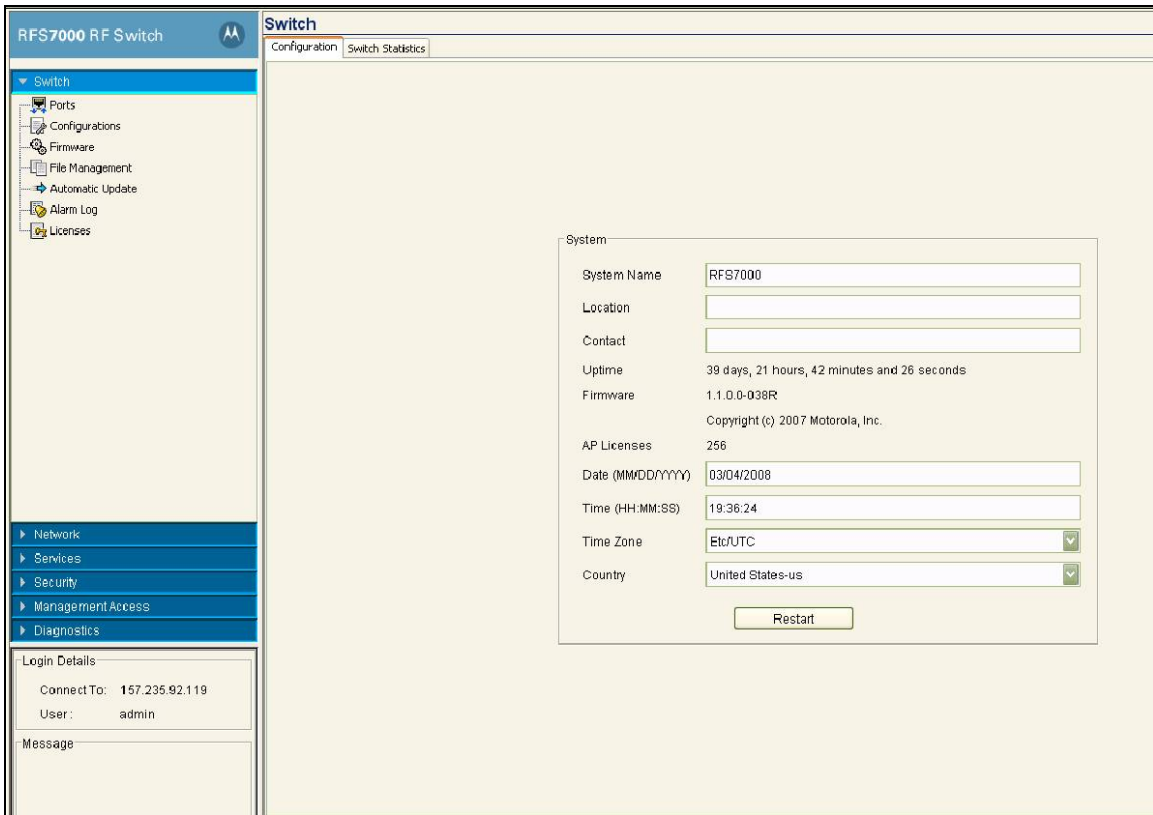 RFS7000 RF Switch
Switch
Ports
Configurations
Firmware
File Management
Automatic Update
Alarm Log
Licenses
Network
Services
Security
Management Access
Diagnostics
Login Details
Connect To: 157.235.92.119
User: admin
Message
Switch
Configuration Switch Statistics
System
System Name RFS7000
Location
Contact
Uptime 39 days, 21 hours, 42 minutes and 26 seconds
Firmware 1.1.0.0-038R
Copyright (c) 2007 Motorola, Inc.
AP Licenses 256
Date (MM/DD/YYYY) 03/04/2008
Time (HH:MM:SS) 19:36:24
Time Zone Etc/UTC
Country United States-us
Restart